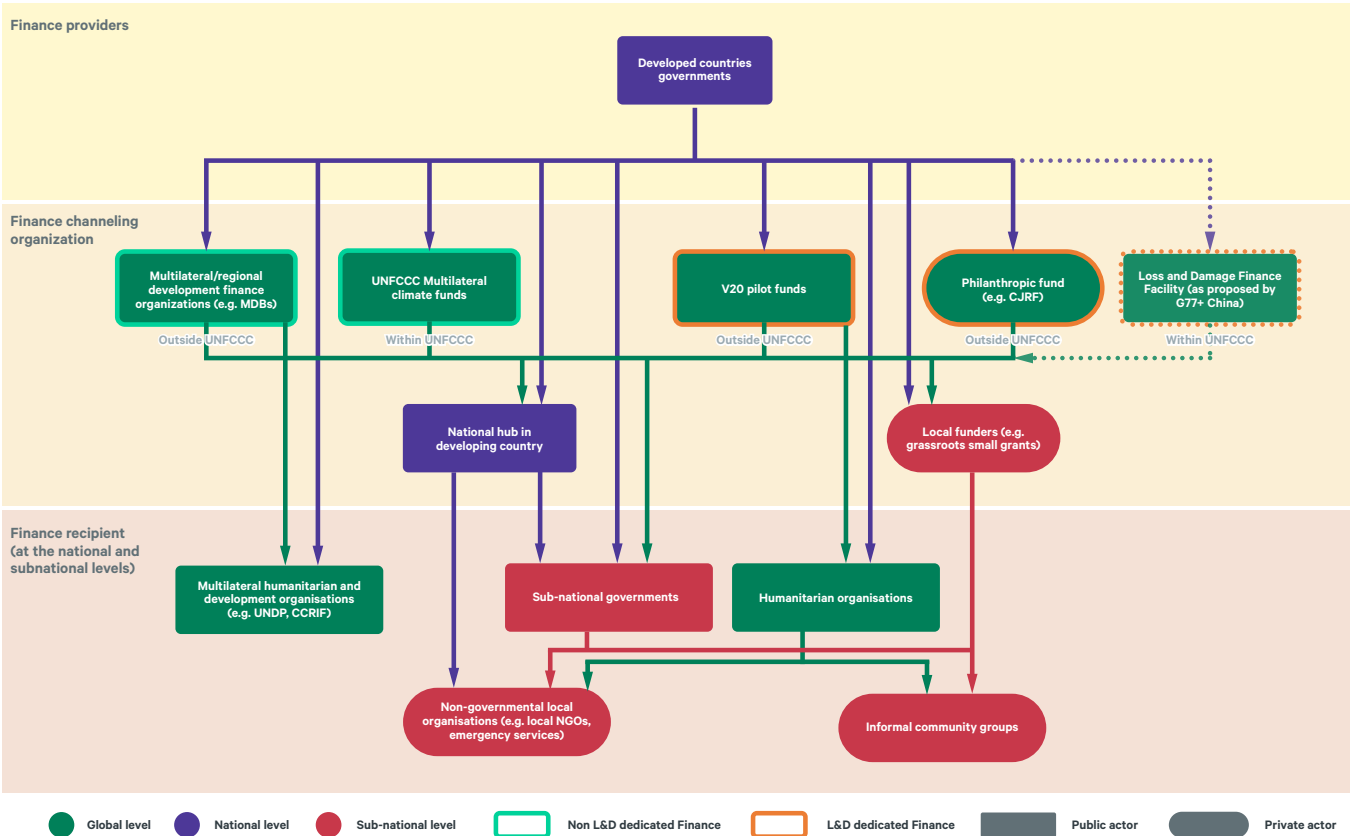 Finance providers
Developed countries
governments
Finance channeling
organization
Multilateral/regional
development finance
organizations (e.g. MDBs)
UNFCCC Multilateral
climate funds
V20 pilot funds
Philanthropic fund
(e.g. CJRF)
Loss and Damage Finance
Facility (as proposed by
G77+ China)
Outside UNFCCC
Within UNFCCC
Outside UNFCCC
Outside UNFCCC
Within UNFCCC
National hub in
developing country
Local funders (e.g.
grassroots small grants)
Finance recipient
(at the national and
subnational levels)
Multilateral humanitarian and
development organisations
(e.g. UNDP, CCRIF)
Sub-national governments
Humanitarian organisations
Non-governmental local
organisations (e.g. local NGOs,
emergency services)
Informal community groups
Global level
National level
Sub-national level
Non L&D dedicated Finance
L&D dedicated Finance
Public actor
Private actor